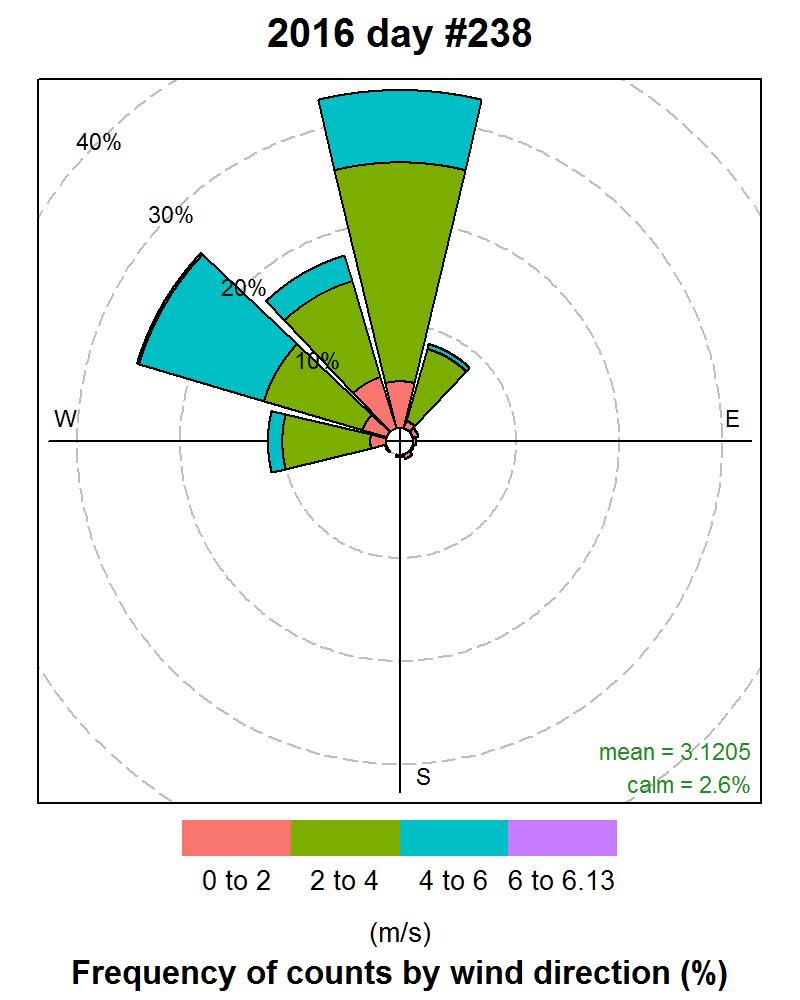 2016 day #238
40%
30%
20%
10%
W
E
S
mean = 3.1205
calm = 2.6%
0 to 2 2 to 4 4 to 6 6 to 6.13
(m/s)
Frequency of counts by wind direction (%)